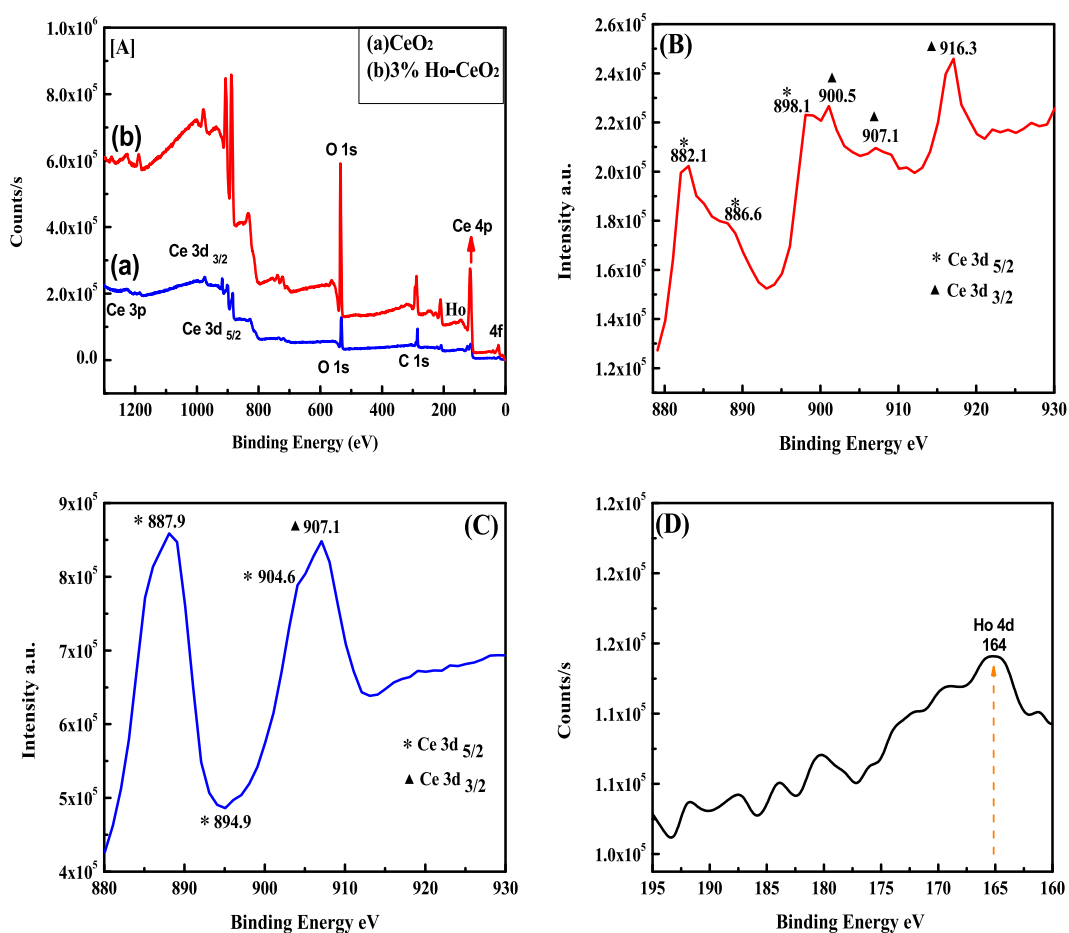 [A]
(a)CeO₂
(b)3% Ho-CeO₂
1.0x10⁶
8.0x10⁵
6.0x10⁵
4.0x10⁵
2.0x10⁵
0.0
Counts/s
(b)
(a)
O 1s
Ce 4p
Ce 3d 3/2
Ce 3p
Ce 3d 5/2
Ho
4f
O 1s
C 1s
1200 1000 800 600 400 200 0
Binding Energy (eV)
(B)
2.6x10⁵
2.4x10⁵
2.2x10⁵
2.0x10⁵
1.8x10⁵
1.6x10⁵
1.4x10⁵
1.2x10⁵
Intensity a.u.
▲ 916.3
▲
* 900.5
898.1
▲
907.1
*
882.1
*
886.6
* Ce 3d 5/2
▲ Ce 3d 3/2
880 890 900 910 920 930
Binding Energy eV
(C)
9x10⁵
8x10⁵
7x10⁵
6x10⁵
5x10⁵
4x10⁵
Intensity a.u.
* 887.9
▲ 907.1
* 904.6
* 894.9
* Ce 3d 5/2
▲ Ce 3d 3/2
880 890 900 910 920 930
Binding Energy eV
(D)
1.2x10⁵
1.2x10⁵
1.2x10⁵
1.1x10⁵
1.1x10⁵
1.0x10⁵
Counts/s
Ho 4d
164
195 190 185 180 175 170 165 160
Binding Energy eV